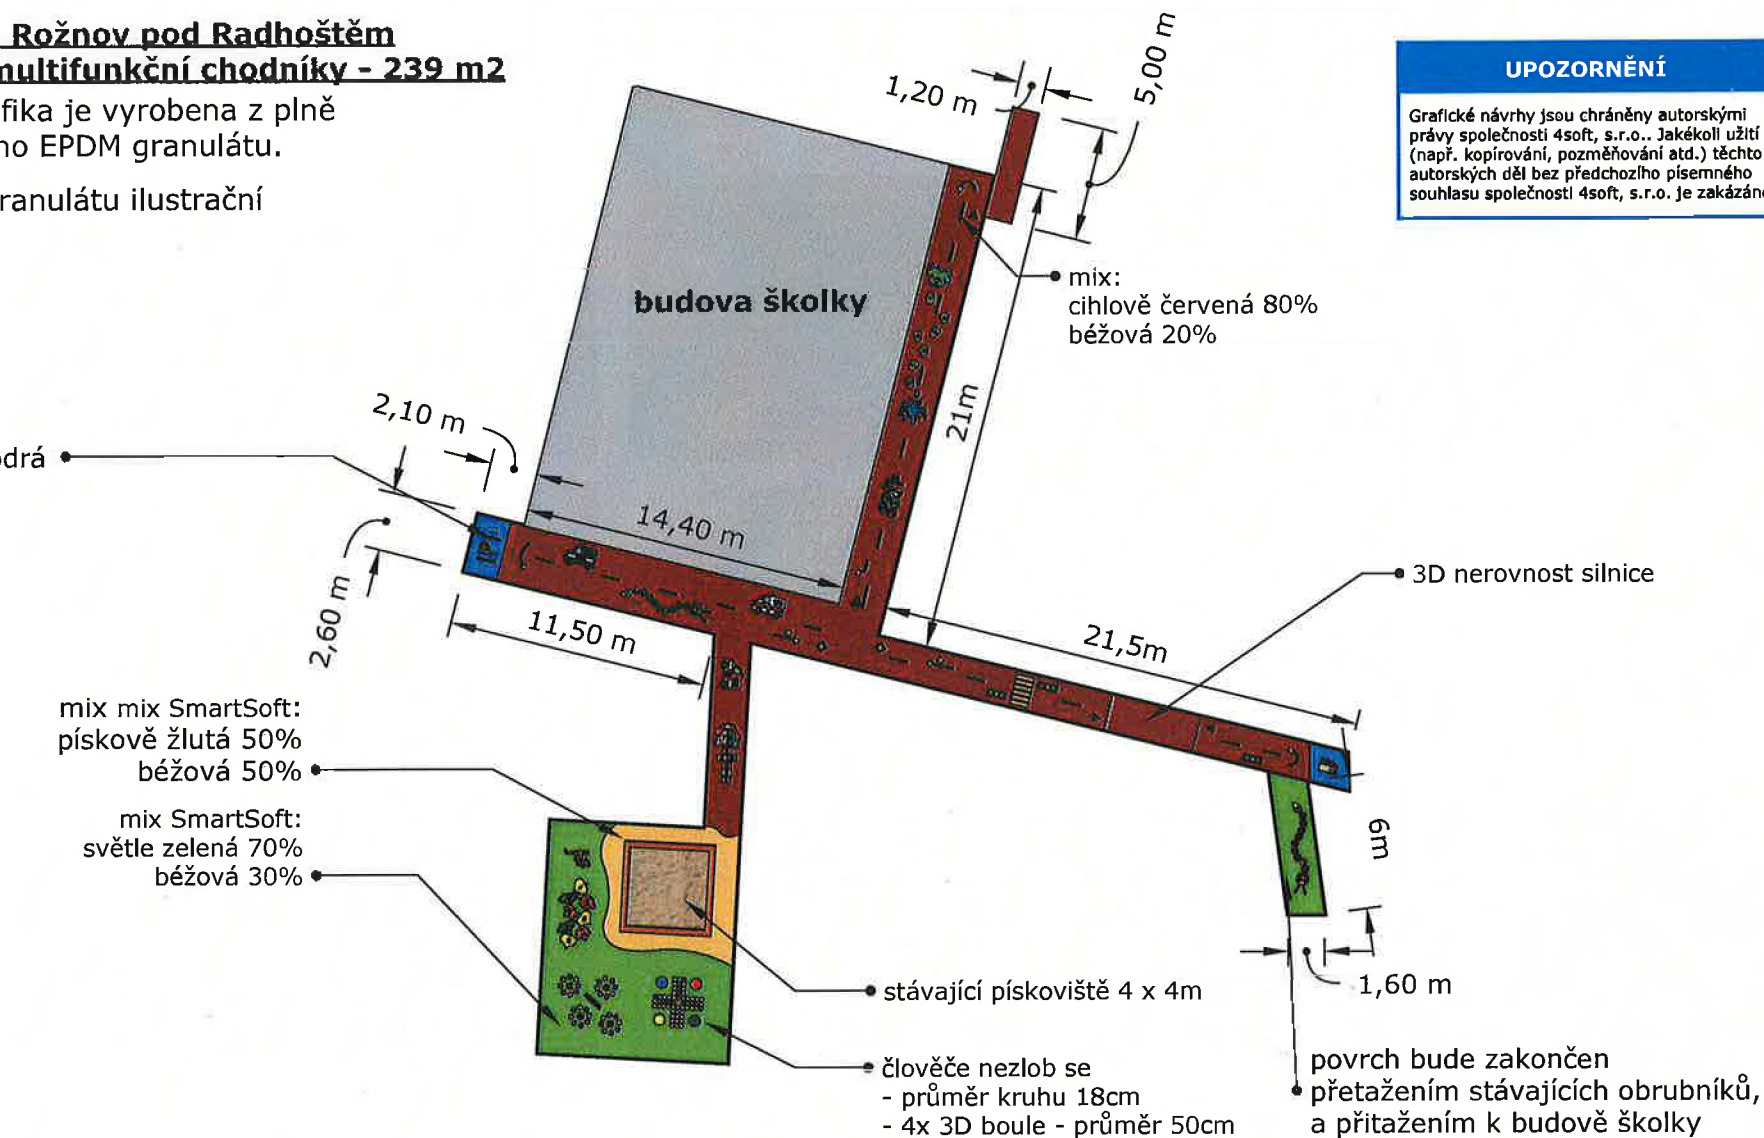 Rožnov pod Radhoštěm
multifunkční chodníky - 239 m2
fika je vyrobena z plně
no EPDM granulátu.
ranulátu ilustrační
UPOZORNĚNÍ
Grafické návrhy jsou chráněny autorskými
právy společnosti 4soft, s.r.o.. Jakékoli užití
(např. kopírování, pozměňování atd.) těchto
autorských děl bez předchozího písemného
souhlasu společnosti 4soft, s.r.o. je zakázáno
1,20 m
5,00 m
budova školky
mix:
cihlově červená 80%
béžová 20%
21m
2,10 m
odrá
14,40 m
2,60 m
11,50 m
21,5m
3D nerovnost silnice
mix mix SmartSoft:
pískově žlutá 50%
béžová 50%
mix SmartSoft:
světle zelená 70%
béžová 30%
6m
1,60 m
stávající pískoviště 4 x 4m
člověče nezlob se
- průměr kruhu 18cm
- 4x 3D boule - průměr 50cm
povrch bude zakončen
přetažením stávajících obrubníků,
a přitažením k budově školky